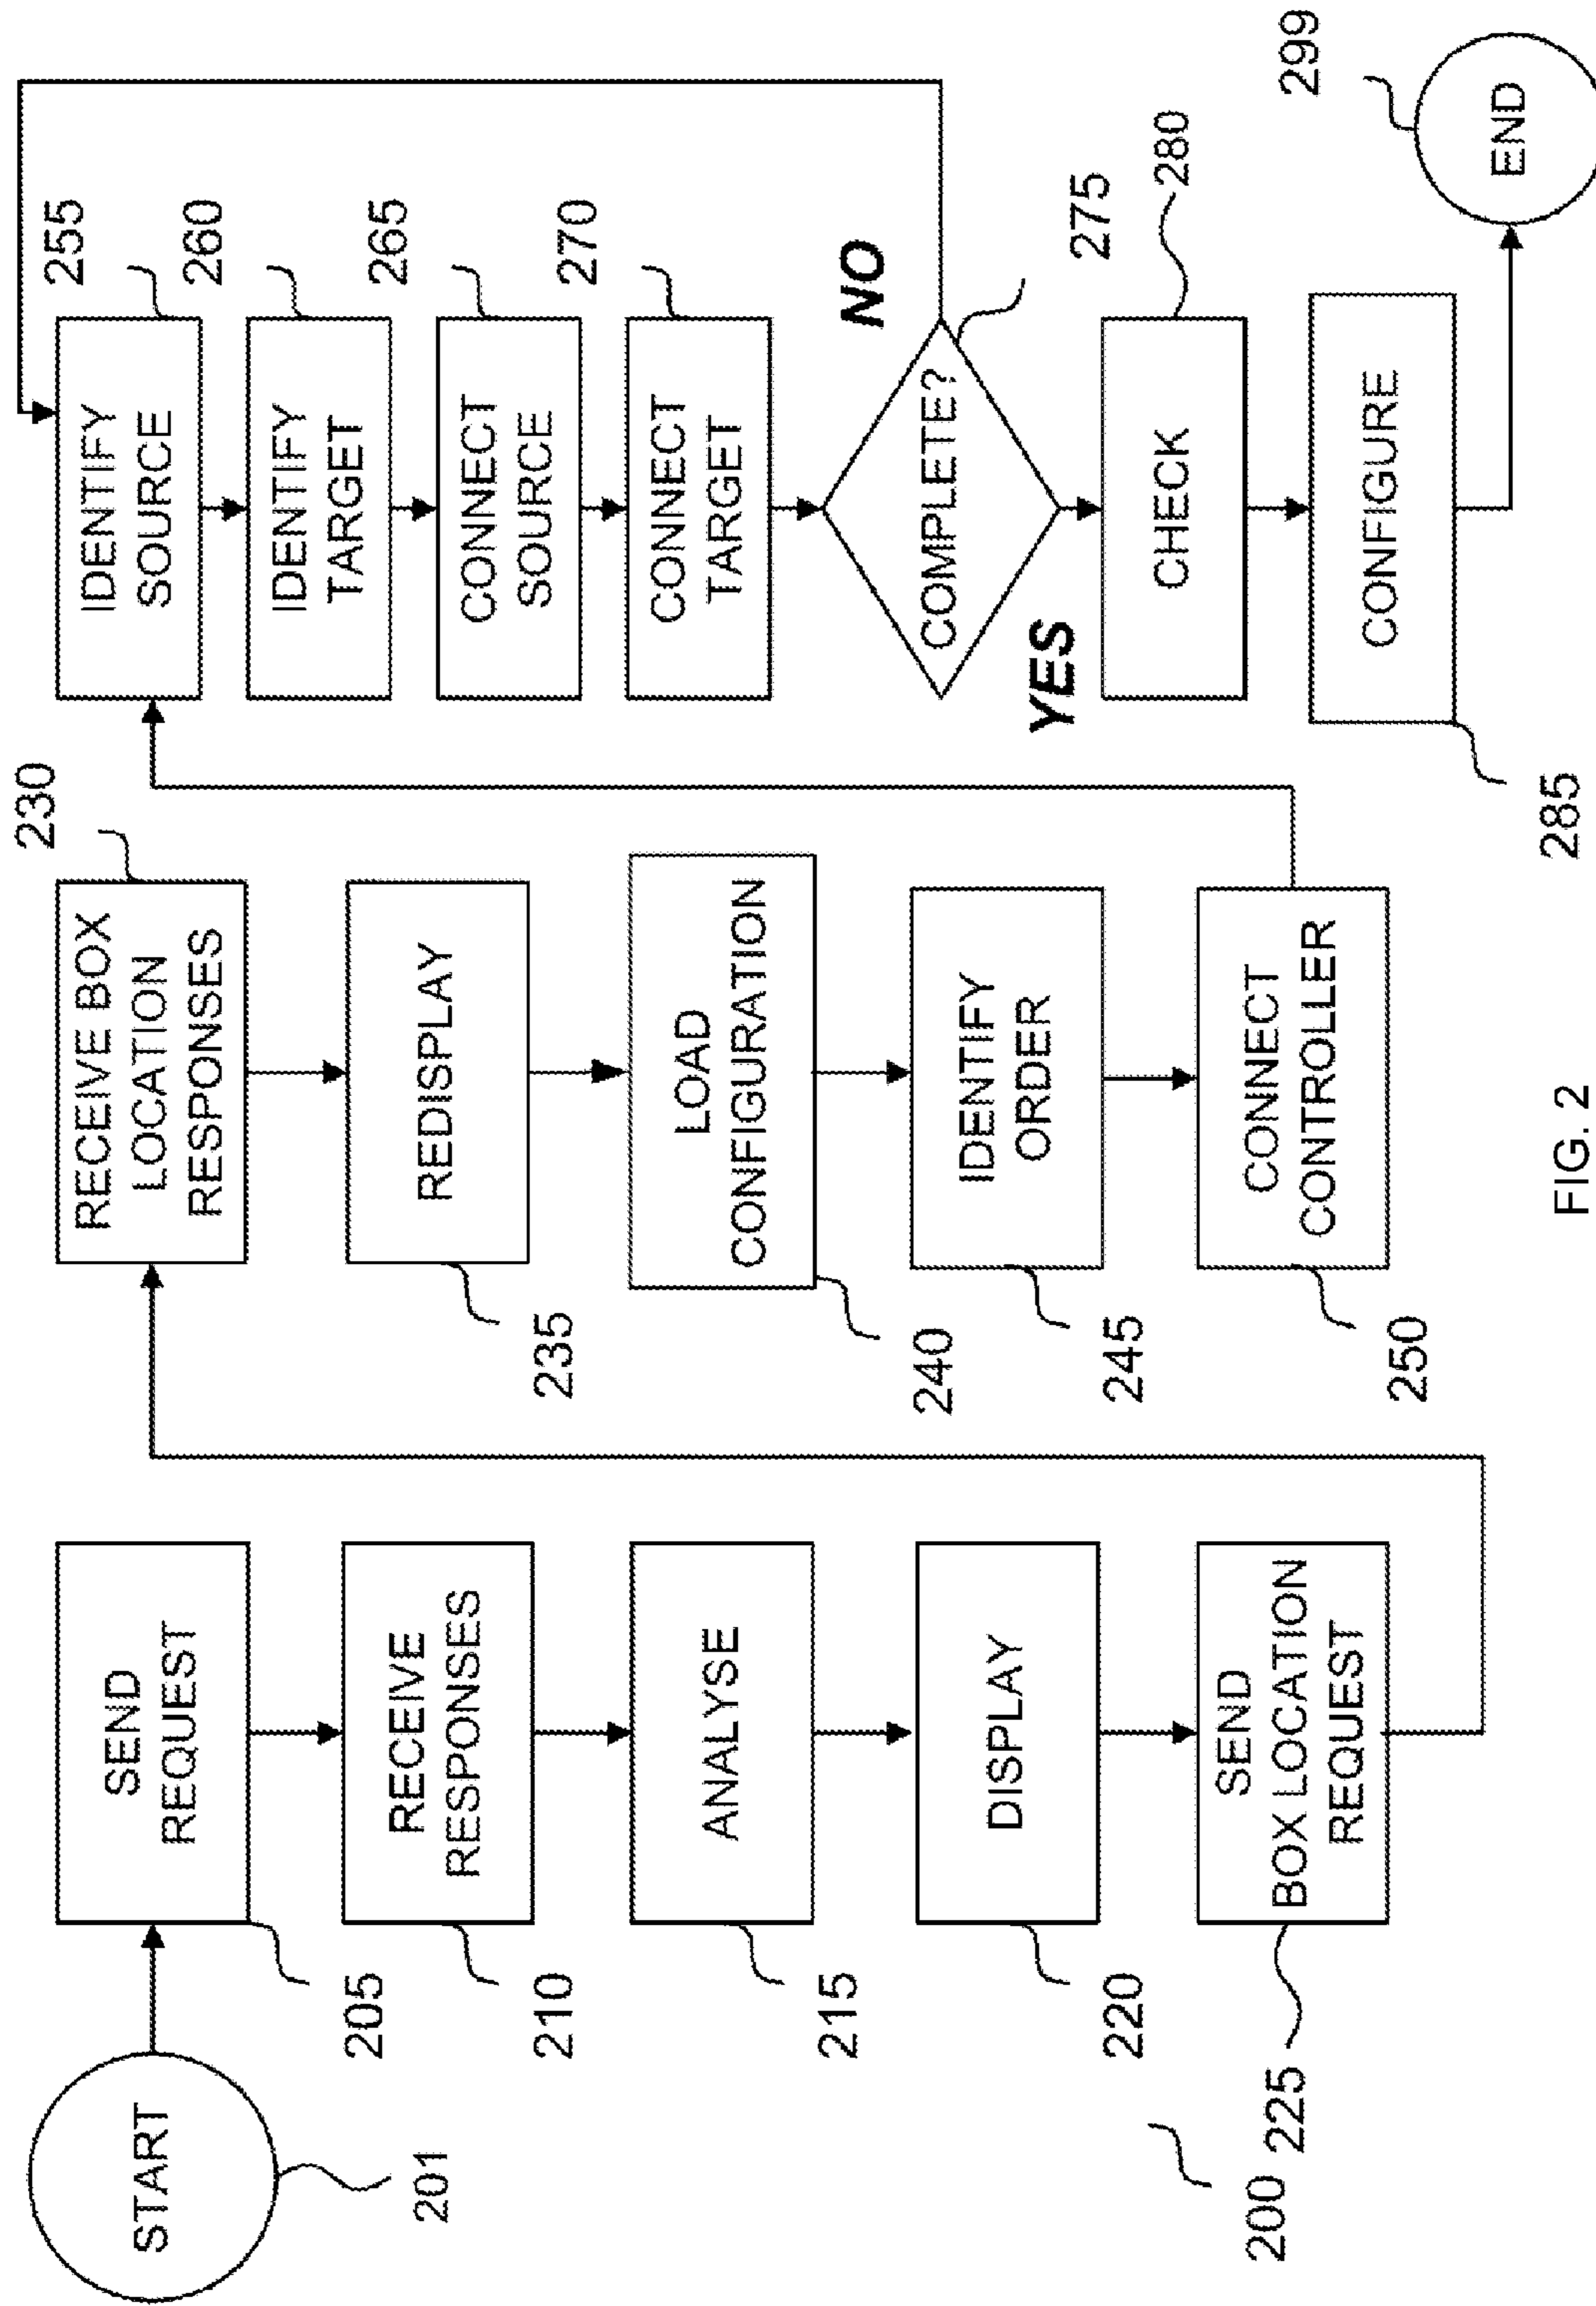 START
201
SEND
REQUEST
205
RECEIVE
RESPONSES
210
ANALYSE
215
DISPLAY
220
SEND
BOX LOCATION
REQUEST
225
200
RECEIVE BOX
LOCATION
RESPONSES
230
REDISPLAY
235
LOAD
CONFIGURATION
240
IDENTIFY
ORDER
245
CONNECT
CONTROLLER
250
IDENTIFY
SOURCE
255
IDENTIFY
TARGET
260
CONNECT
SOURCE
265
CONNECT
TARGET
270
COMPLETE?
NO
275
YES
CHECK
280
CONFIGURE
285
END
299
FIG. 2